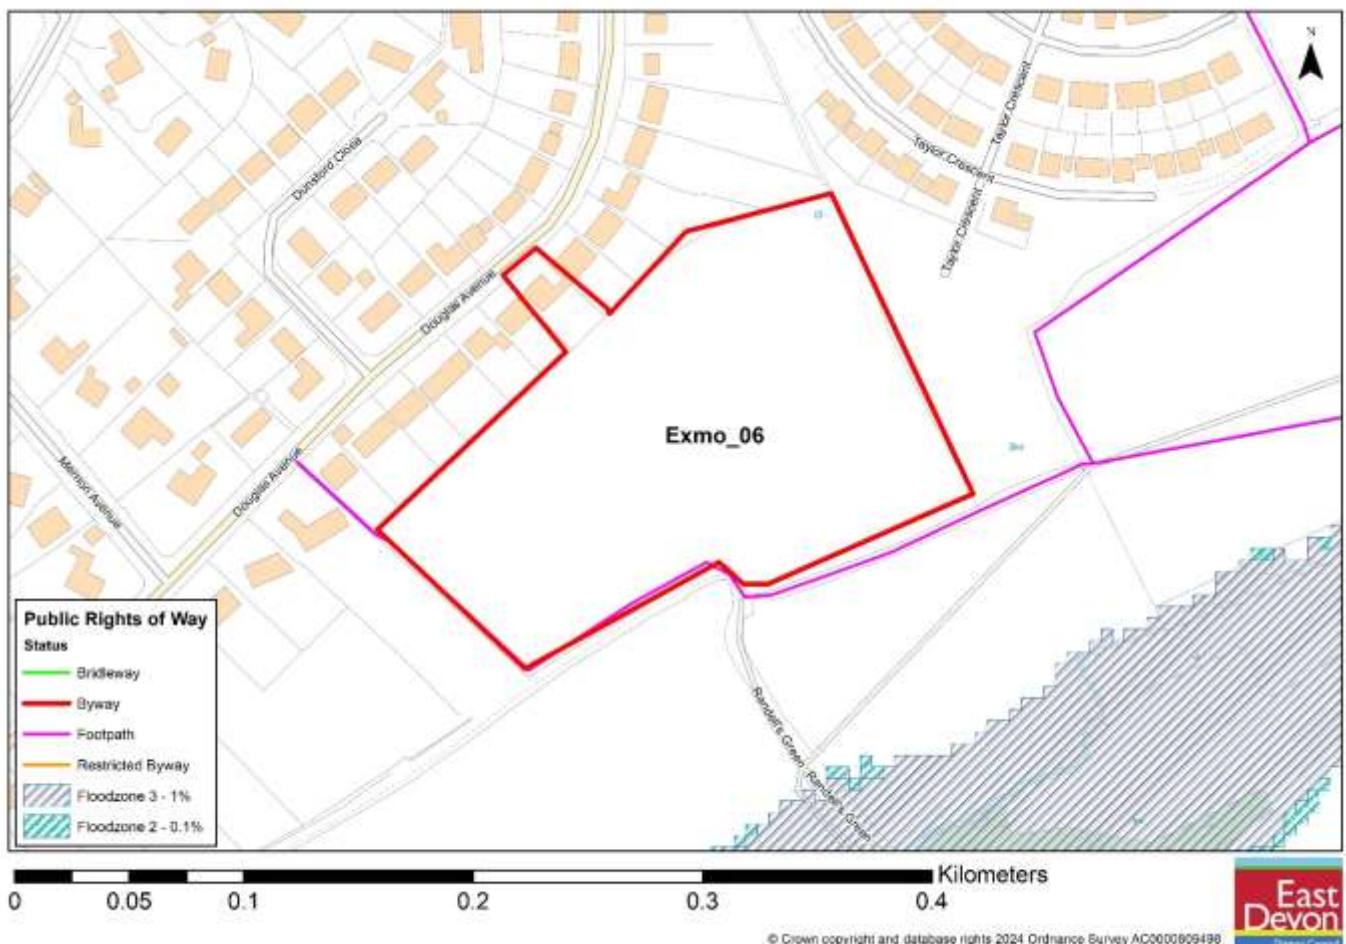 N
Dunsford Close
Taylor Crescent
Taylor Crescent
Taylor Crescent
Douglas Avenue
Exmo_06
Douglas Avenue
Merrion Avenue
Public Rights of Way
Status
Bridleway
Byway
Footpath
Restricted Byway
Floodzone 3 - 1%
Floodzone 2 - 0.1%
Randell's Green
Randell's Green
Kilometers
0
0.05
0.1
0.2
0.3
0.4
East
Devon
© Crown copyright and database rights 2024 Ordnance Survey AC0000809498